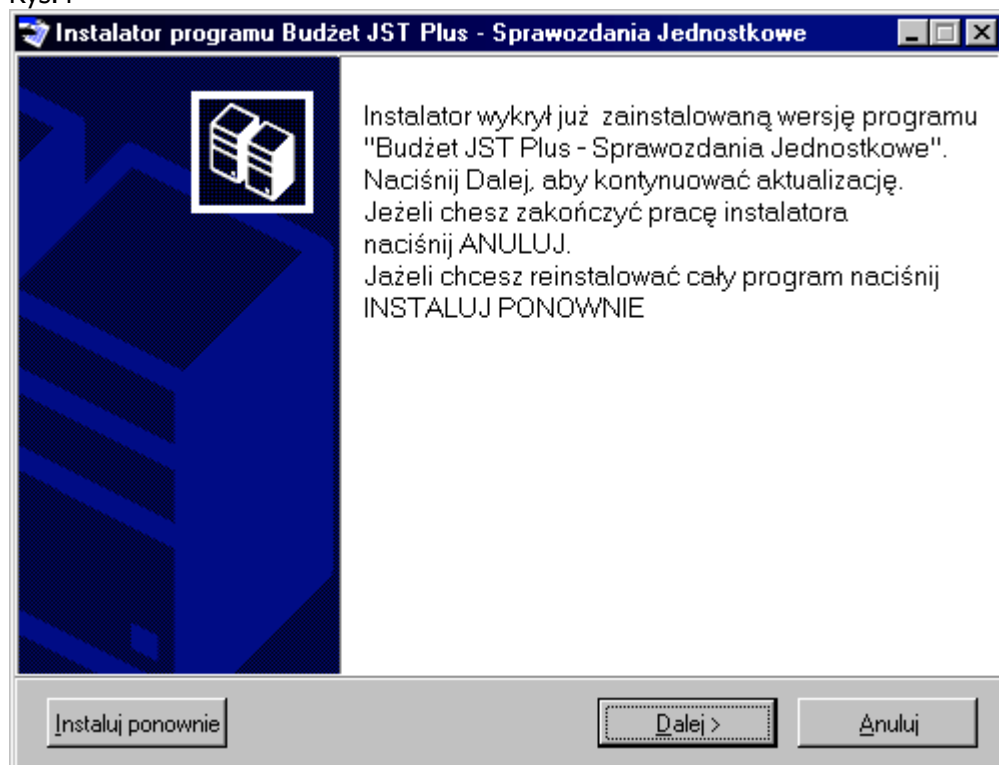 Instalator programu Budżet JST Plus - Sprawozdania Jednostkowe
Instalator wykrył już zainstalowaną wersję programu
"Budżet JST Plus - Sprawozdania Jednostkowe".
Naciśnij Dalej, aby kontynuować aktualizację.
Jeżeli chesz zakończyć pracę instalatora
naciśnij ANULUJ.
Jażeli chcesz reinstalować cały program naciśnij
INSTALUJ PONOWNIE
Instaluj ponownie
Dalej >
Anuluj